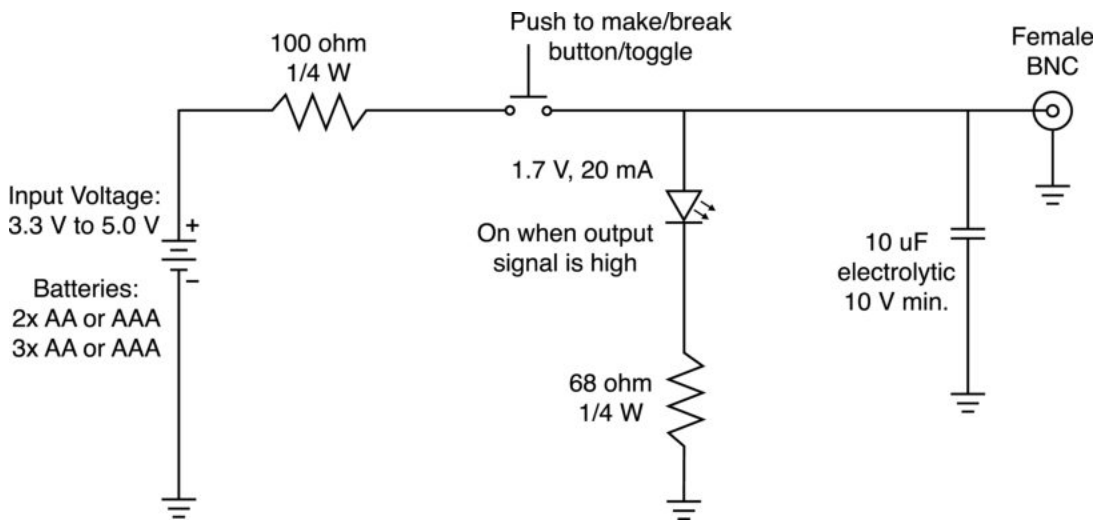 Push to make/break
button/toggle
Female
BNC
100 ohm
1/4 W
1.7 V, 20 mA
Input Voltage:
3.3 V to 5.0 V
+
On when output
signal is high
10 uF
electrolytic
10 V min.
−
Batteries:
2x AA or AAA
3x AA or AAA
68 ohm
1/4 W